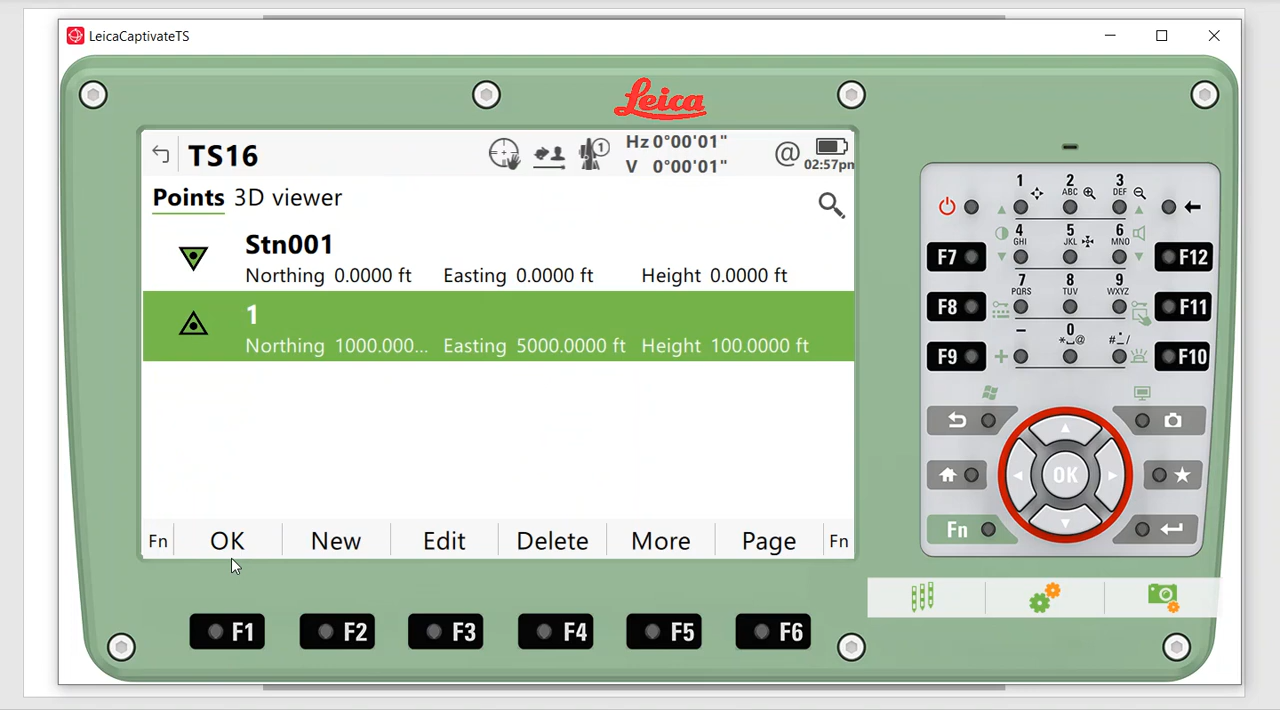 LeicaCaptivateTS
Leica
TS16
1
Hz 0°00'01"
V 0°00'01"
@
02:57pm
Points 3D viewer
Stn001
Northing 0.0000 ft Easting 0.0000 ft Height 0.0000 ft
1
Northing 1000.000... Easting 5000.0000 ft Height 100.0000 ft
Fn OK New Edit Delete More Page Fn
F1 F2 F3 F4 F5 F6
1 2 3
ABC DEF
4 5 6
GHI JKL MNO
F7 F12
7 8 9
PQRS TUV WXYZ
F8 F11
- 0
*␣@ #_/
F9 + F10
OK
Fn